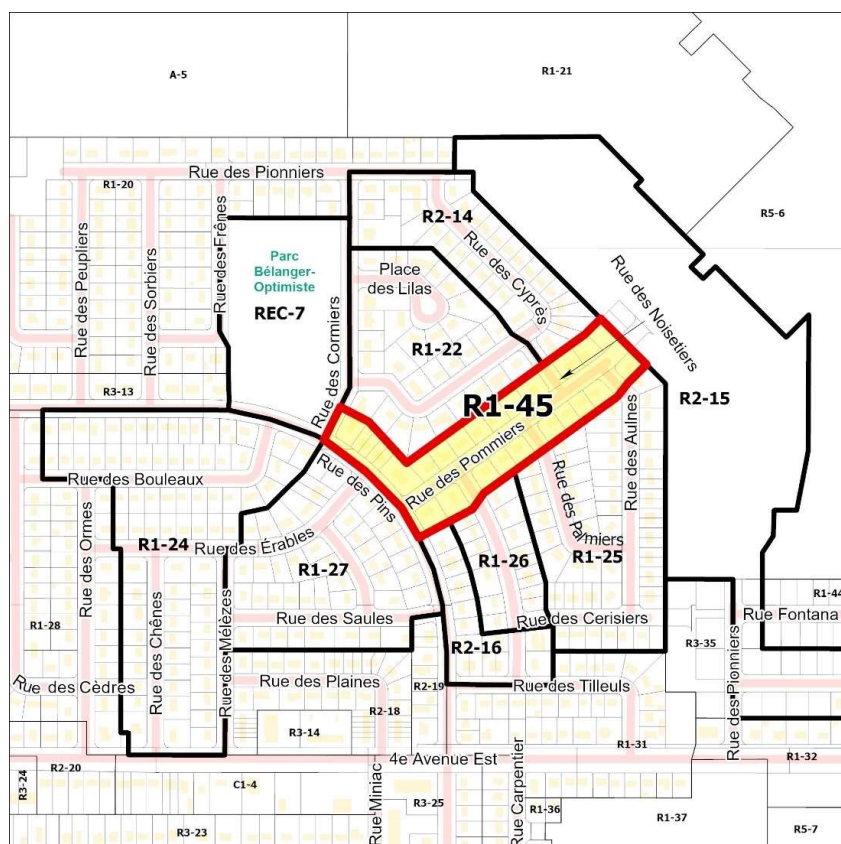 A-5
R1-21
Rue des Pionniers
R1-20
R2-14
R5-6
Rue des Peupliers
Rue des Sorbiers
Rue des Frênes
Parc
Bélanger-
Optimiste
REC-7
Place
des Lilas
Rue des Cyprès
Rue des Noisetiers
R1-22
Rue des Cormiers
R3-13
R1-45
R2-15
Rue des Pommiers
Rue des Aulnes
Rue des Bouleaux
Rue des Pins
Rue des Palmiers
Rue des Ormes
R1-24
Rue des Érables
R1-26
R1-25
R1-27
R1-44
R1-28
Rue des Chênes
Rue des Mélèzes
Rue des Saules
Rue des Cerisiers
Rue Fontana
R3-35
R2-16
Rue des Cèdres
Rue des Plaines
R2-19
Rue des Tilleuls
Rue des Pionniers
R2-18
R3-14
R1-31
R1-32
4e Avenue Est
R2-20
R3-24
C1-4
Rue Miniac
R3-25
Rue Carpentier
R1-36
R1-37
R3-23
R5-7